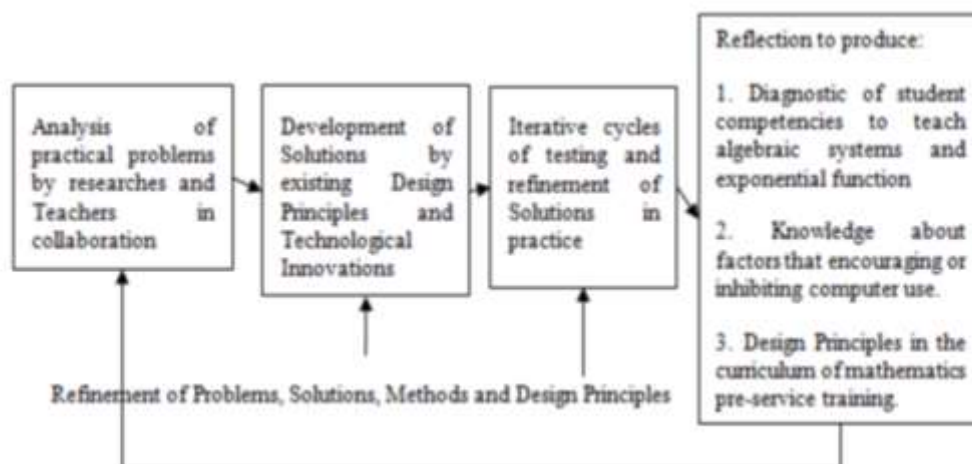 Analysis of
practical problems
by researches and
Teachers in
collaboration
Development of
Solutions by
existing Design
Principles and
Technological
Innovations
Iterative cycles
of testing and
refinement of
Solutions in
practice
Reflection to produce:
1. Diagnostic of student
competencies to teach
algebraic systems and
exponential function
2. Knowledge about
factors that encouraging or
inhibiting computer use.
3. Design Principles in the
curriculum of mathematics
pre-service training.
Refinement of Problems, Solutions, Methods and Design Principles